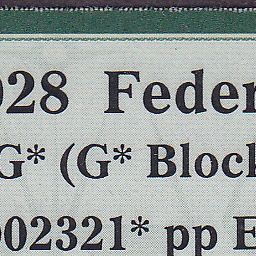 028 Feder
G* (G* Block
002321* pp E